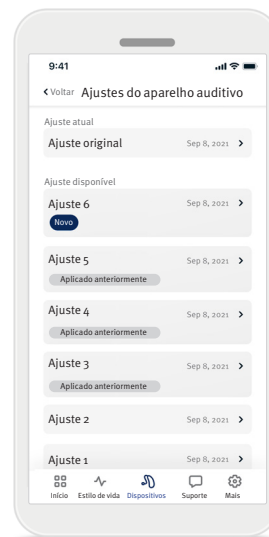 9:41
Voltar Ajustes do aparelho auditivo
Ajuste atual
Ajuste original Sep 8, 2021
Ajuste disponível
Ajuste 6 Sep 8, 2021
Novo
Ajuste 5 Sep 8, 2021
Aplicado anteriormente
Ajuste 4 Sep 8, 2021
Aplicado anteriormente
Ajuste 3 Sep 8, 2021
Aplicado anteriormente
Ajuste 2 Sep 8, 2021
Ajuste 1 Sep 8, 2021
Início Estilo de vida Dispositivos Suporte Mais